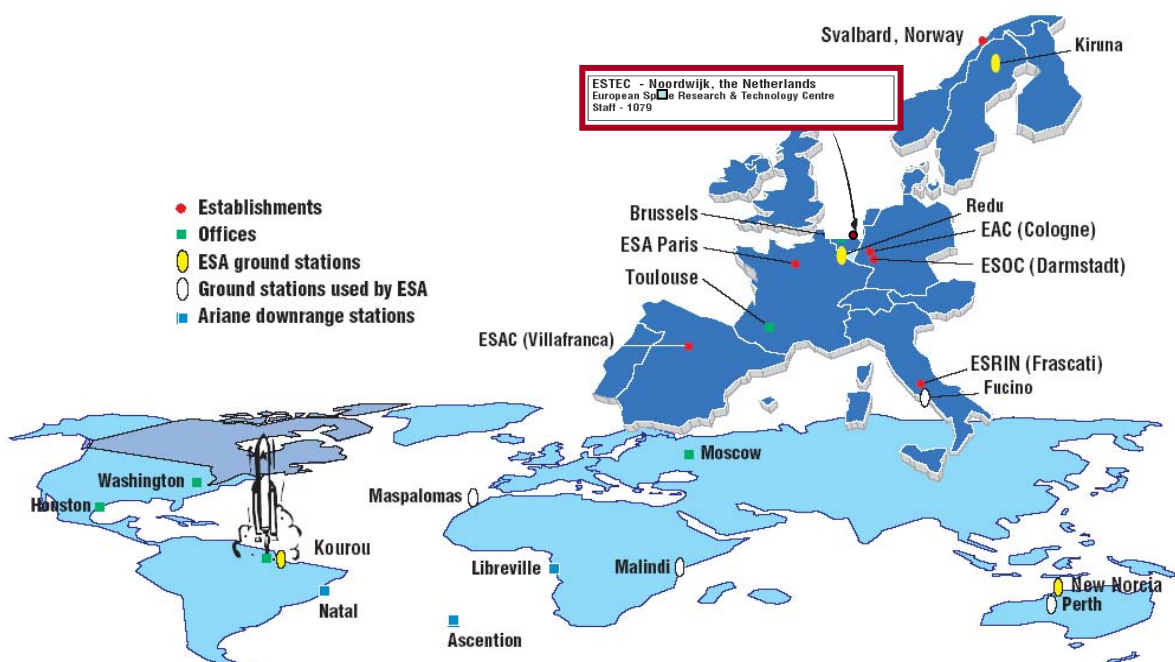 Svalbard, Norway
Kiruna
ESTEC - Noordwijk, the Netherlands
European Space Research & Technology Centre
Staff - 1079
Establishments
Offices
ESA ground stations
Ground stations used by ESA
Ariane downrange stations
Brussels
ESA Paris
Toulouse
ESAC (Villafranca)
Redu
EAC (Cologne)
ESOC (Darmstadt)
ESRIN (Frascati)
Fucino
Moscow
Washington
Houston
Maspalomas
Kourou
Libreville
Malindi
Natal
Ascention
New Norcia
Perth